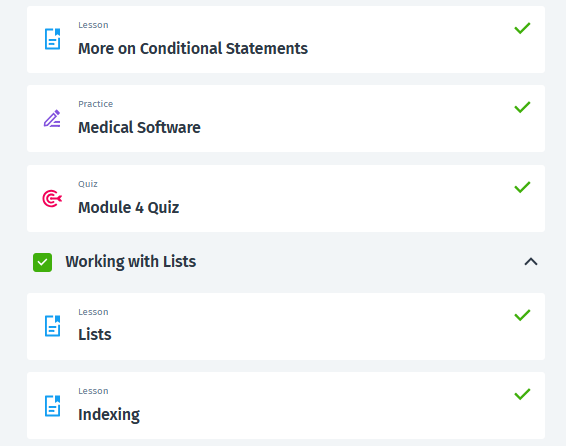 Lesson
More on Conditional Statements
Practice
Medical Software
Quiz
Module 4 Quiz
Working with Lists
Lesson
Lists
Lesson
Indexing